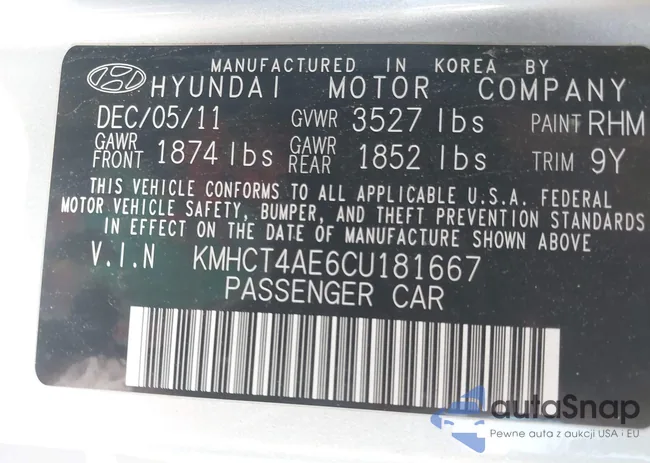 MANUFACTURED IN KOREA BY
HYUNDAI MOTOR COMPANY
DEC/05/11 GVWR 3527 lbs PAINT RHM
GAWR FRONT 1874 lbs GAWR REAR 1852 lbs TRIM 9Y
THIS VEHICLE CONFORMS TO ALL APPLICABLE U.S.A. FEDERAL
MOTOR VEHICLE SAFETY, BUMPER, AND THEFT PREVENTION STANDARDS
IN EFFECT ON THE DATE OF MANUFACTURE SHOWN ABOVE
V.I.N KMHCT4AE6CU181667
PASSENGER CAR
autaSnap
Pewne auta z aukcji USA i EU